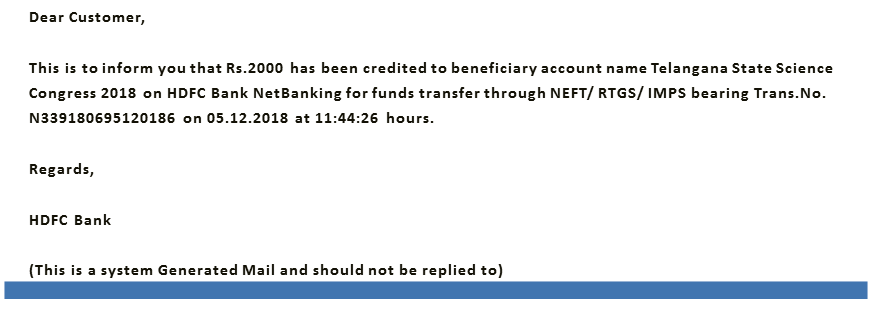 Dear Customer,
This is to inform you that Rs.2000 has been credited to beneficiary account name Telangana State Science
Congress 2018 on HDFC Bank NetBanking for funds transfer through NEFT/ RTGS/ IMPS bearing Trans.No.
N339180695120186 on 05.12.2018 at 11:44:26 hours.
Regards,
HDFC Bank
(This is a system Generated Mail and should not be replied to)